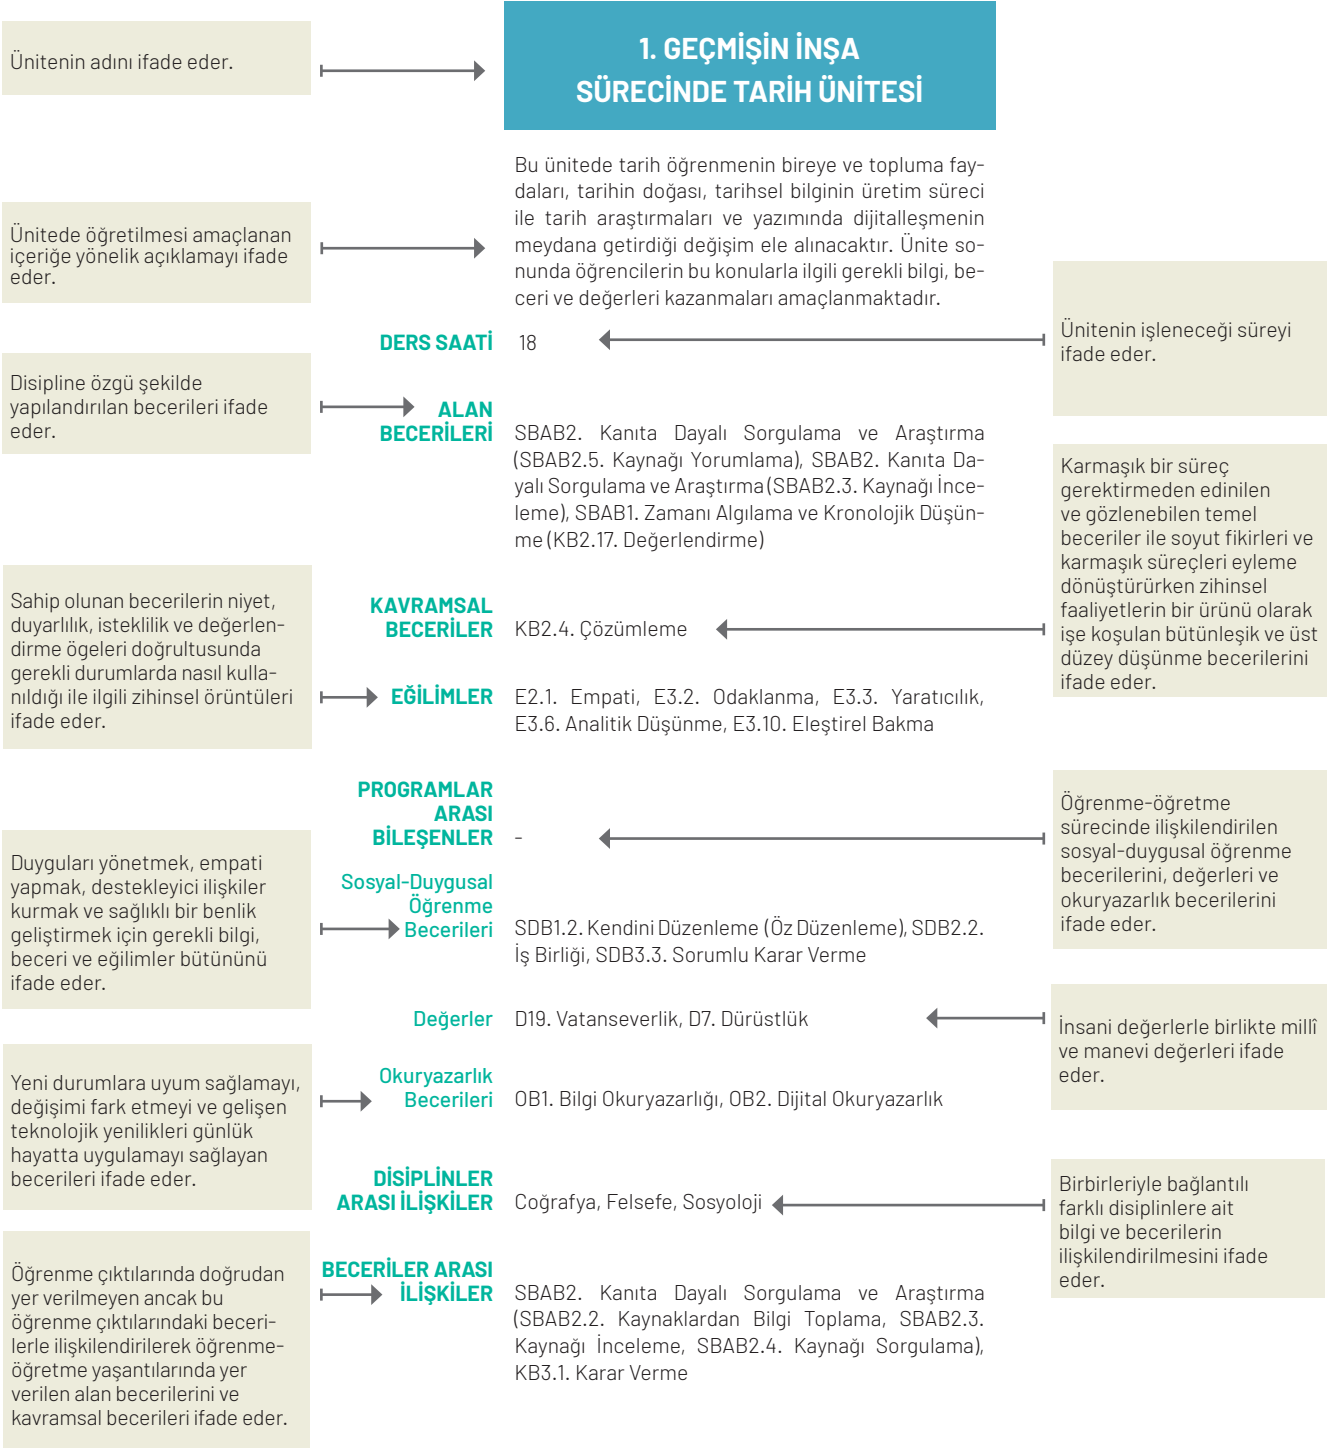 Ünitenin adını ifade eder.
1. GEÇMİŞİN İNŞA
SÜRECİNDE TARİH ÜNİTESİ
Ünitede öğretilmesi amaçlanan
içeriğe yönelik açıklamayı ifade
eder.
Bu ünitede tarih öğrenmenin bireye ve topluma fay-
daları, tarihin doğası, tarihsel bilginin üretim süreci
ile tarih araştırmaları ve yazımında dijitalleşmenin
meydana getirdiği değişim ele alınacaktır. Ünite so-
nunda öğrencilerin bu konularla ilgili gerekli bilgi, be-
ceri ve değerleri kazanmaları amaçlanmaktadır.
DERS SAATİ
18
Ünitenin işleneceği süreyi
ifade eder.
Disipline özgü şekilde
yapılandırılan becerileri ifade
eder.
ALAN
BECERİLERİ
SBAB2. Kanıta Dayalı Sorgulama ve Araştırma
(SBAB2.5. Kaynağı Yorumlama), SBAB2. Kanıta Da-
yalı Sorgulama ve Araştırma (SBAB2.3. Kaynağı İnce-
leme), SBAB1. Zamanı Algılama ve Kronolojik Düşün-
me (KB2.17. Değerlendirme)
Karmaşık bir süreç
gerektirmeden edinilen
ve gözlenebilen temel
beceriler ile soyut fikirleri ve
karmaşık süreçleri eyleme
dönüştürürken zihinsel
faaliyetlerin bir ürünü olarak
işe koşulan bütünleşik ve üst
düzey düşünme becerilerini
ifade eder.
KAVRAMSAL
BECERİLER
KB2.4. Çözümleme
Sahip olunan becerilerin niyet,
duyarlılık, isteklilik ve değerlen-
dirme ögeleri doğrultusunda
gerekli durumlarda nasıl kulla-
nıldığı ile ilgili zihinsel örüntüleri
ifade eder.
EĞİLİMLER
E2.1. Empati, E3.2. Odaklanma, E3.3. Yaratıcılık,
E3.6. Analitik Düşünme, E3.10. Eleştirel Bakma
PROGRAMLAR
ARASI
BİLEŞENLER
-
Öğrenme-öğretme
sürecinde ilişkilendirilen
sosyal-duygusal öğrenme
becerilerini, değerleri ve
okuryazarlık becerilerini
ifade eder.
Duyguları yönetmek, empati
yapmak, destekleyici ilişkiler
kurmak ve sağlıklı bir benlik
geliştirmek için gerekli bilgi,
beceri ve eğilimler bütününü
ifade eder.
Sosyal-Duygusal
Öğrenme
Becerileri
SDB1.2. Kendini Düzenleme (Öz Düzenleme), SDB2.2.
İş Birliği, SDB3.3. Sorumlu Karar Verme
Değerler
D19. Vatanseverlik, D7. Dürüstlük
İnsani değerlerle birlikte millî
ve manevi değerleri ifade
eder.
Yeni durumlara uyum sağlamayı,
değişimi fark etmeyi ve gelişen
teknolojik yenilikleri günlük
hayatta uygulamayı sağlayan
becerileri ifade eder.
Okuryazarlık
Becerileri
OB1. Bilgi Okuryazarlığı, OB2. Dijital Okuryazarlık
DİSİPLİNLER
ARASI İLİŞKİLER
Coğrafya, Felsefe, Sosyoloji
Birbirleriyle bağlantılı
farklı disiplinlere ait
bilgi ve becerilerin
ilişkilendirilmesini ifade
eder.
Öğrenme çıktılarında doğrudan
yer verilmeyen ancak bu
öğrenme çıktılarındaki beceri-
lerle ilişkilendirilerek öğrenme-
öğretme yaşantılarında yer
verilen alan becerilerini ve
kavramsal becerileri ifade eder.
BECERİLER ARASI
İLİŞKİLER
SBAB2. Kanıta Dayalı Sorgulama ve Araştırma
(SBAB2.2. Kaynaklardan Bilgi Toplama, SBAB2.3.
Kaynağı İnceleme, SBAB2.4. Kaynağı Sorgulama),
KB3.1. Karar Verme